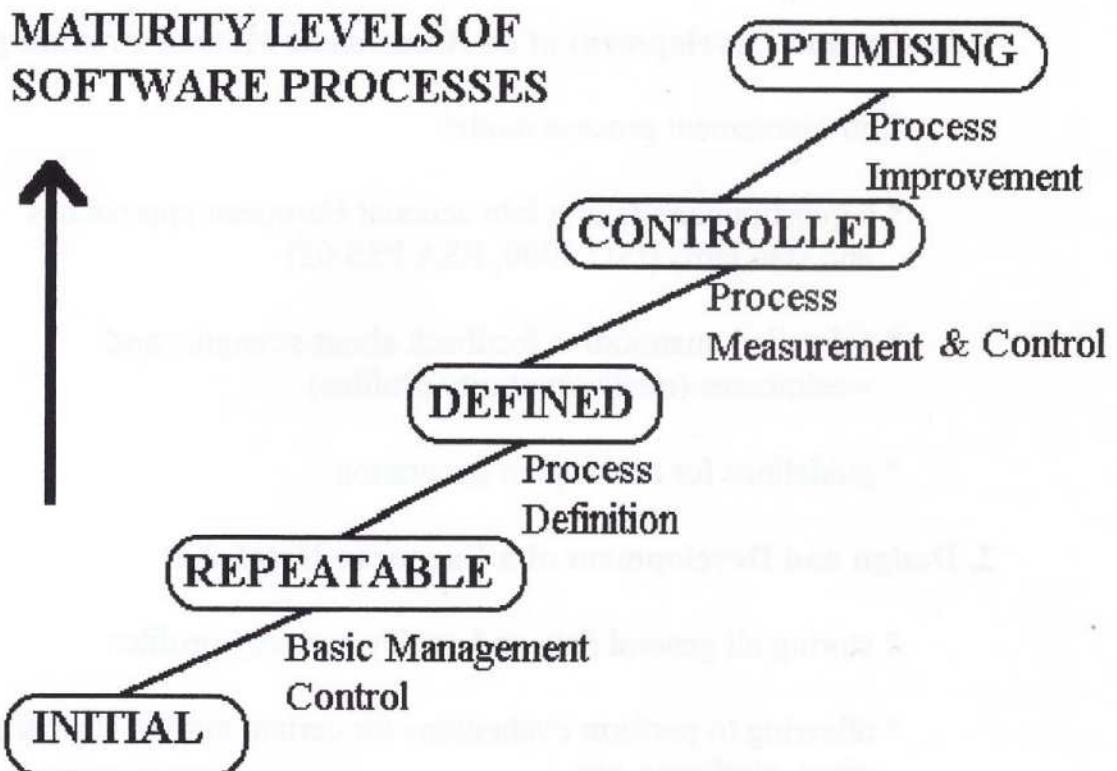 MATURITY LEVELS OF
SOFTWARE PROCESSES
OPTIMISING
Process
Improvement
CONTROLLED
Process
Measurement & Control
DEFINED
Process
Definition
REPEATABLE
Basic Management
Control
INITIAL